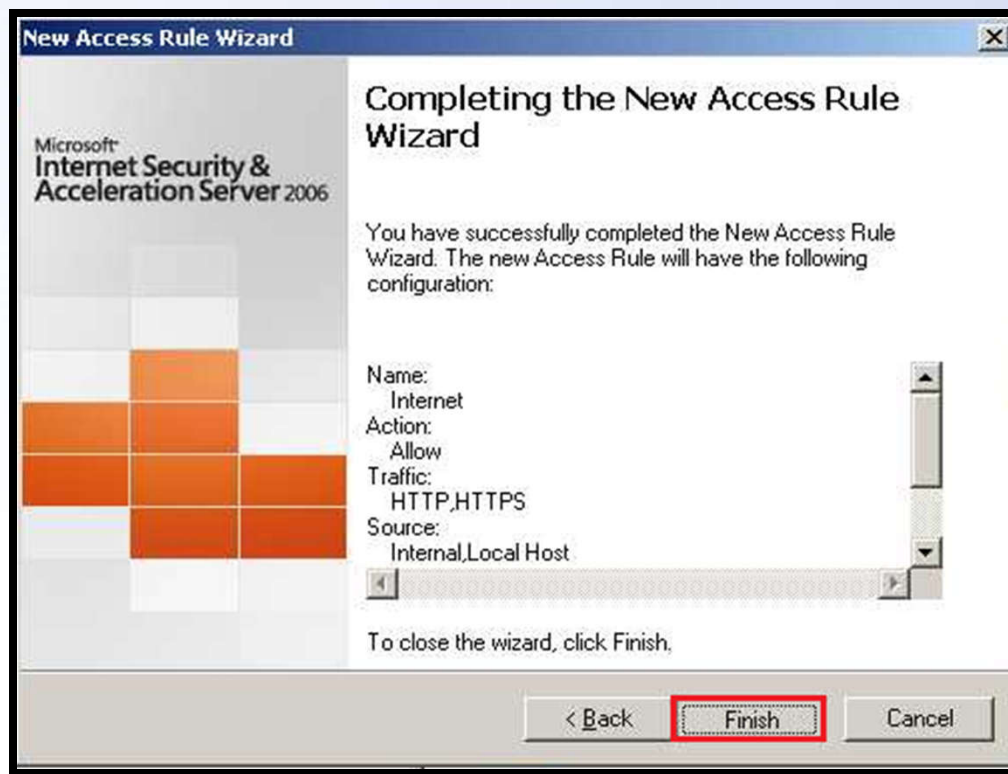 New Access Rule Wizard
Microsoft
Internet Security &
Acceleration Server 2006
Completing the New Access Rule
Wizard
You have successfully completed the New Access Rule
Wizard. The new Access Rule will have the following
configuration:
Name:
Internet
Action:
Allow
Traffic:
HTTP,HTTPS
Source:
Internal,Local Host
To close the wizard, click Finish.
< Back
Finish
Cancel